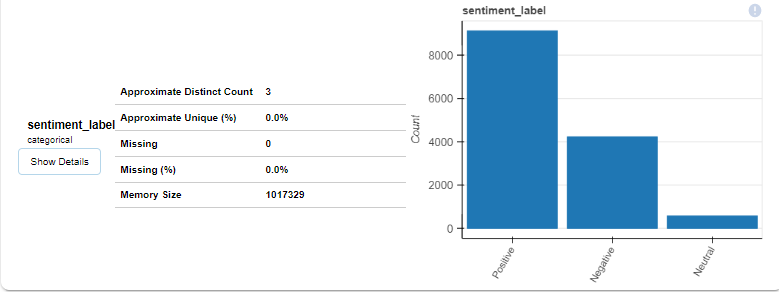 sentiment_label
categorical
Show Details
Approximate Distinct Count 3
Approximate Unique (%) 0.0%
Missing 0
Missing (%) 0.0%
Memory Size 1017329
sentiment_label
!
Count
8000
6000
4000
2000
0
Positive
Negative
Neutral